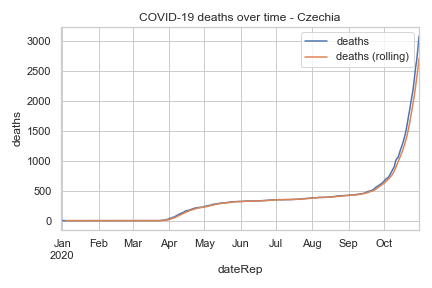 COVID-19 deaths over time - Czechia
deaths
deaths (rolling)
3000
2500
2000
1500
1000
500
0
deaths
Jan Feb Mar Apr May Jun Jul Aug Sep Oct
2020
dateRep